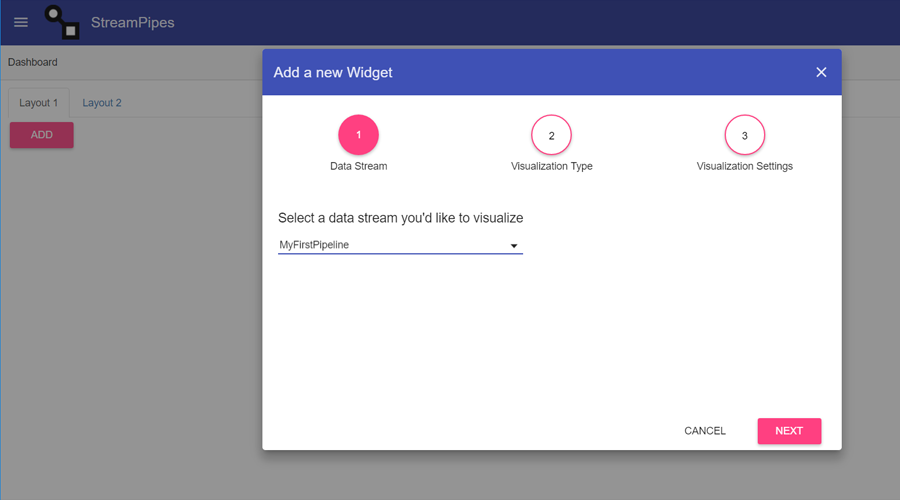 StreamPipes
Dashboard
Layout 1 Layout 2
ADD
Add a new Widget
1 2 3
Data Stream Visualization Type Visualization Settings
Select a data stream you'd like to visualize
MyFirstPipeline
CANCEL NEXT